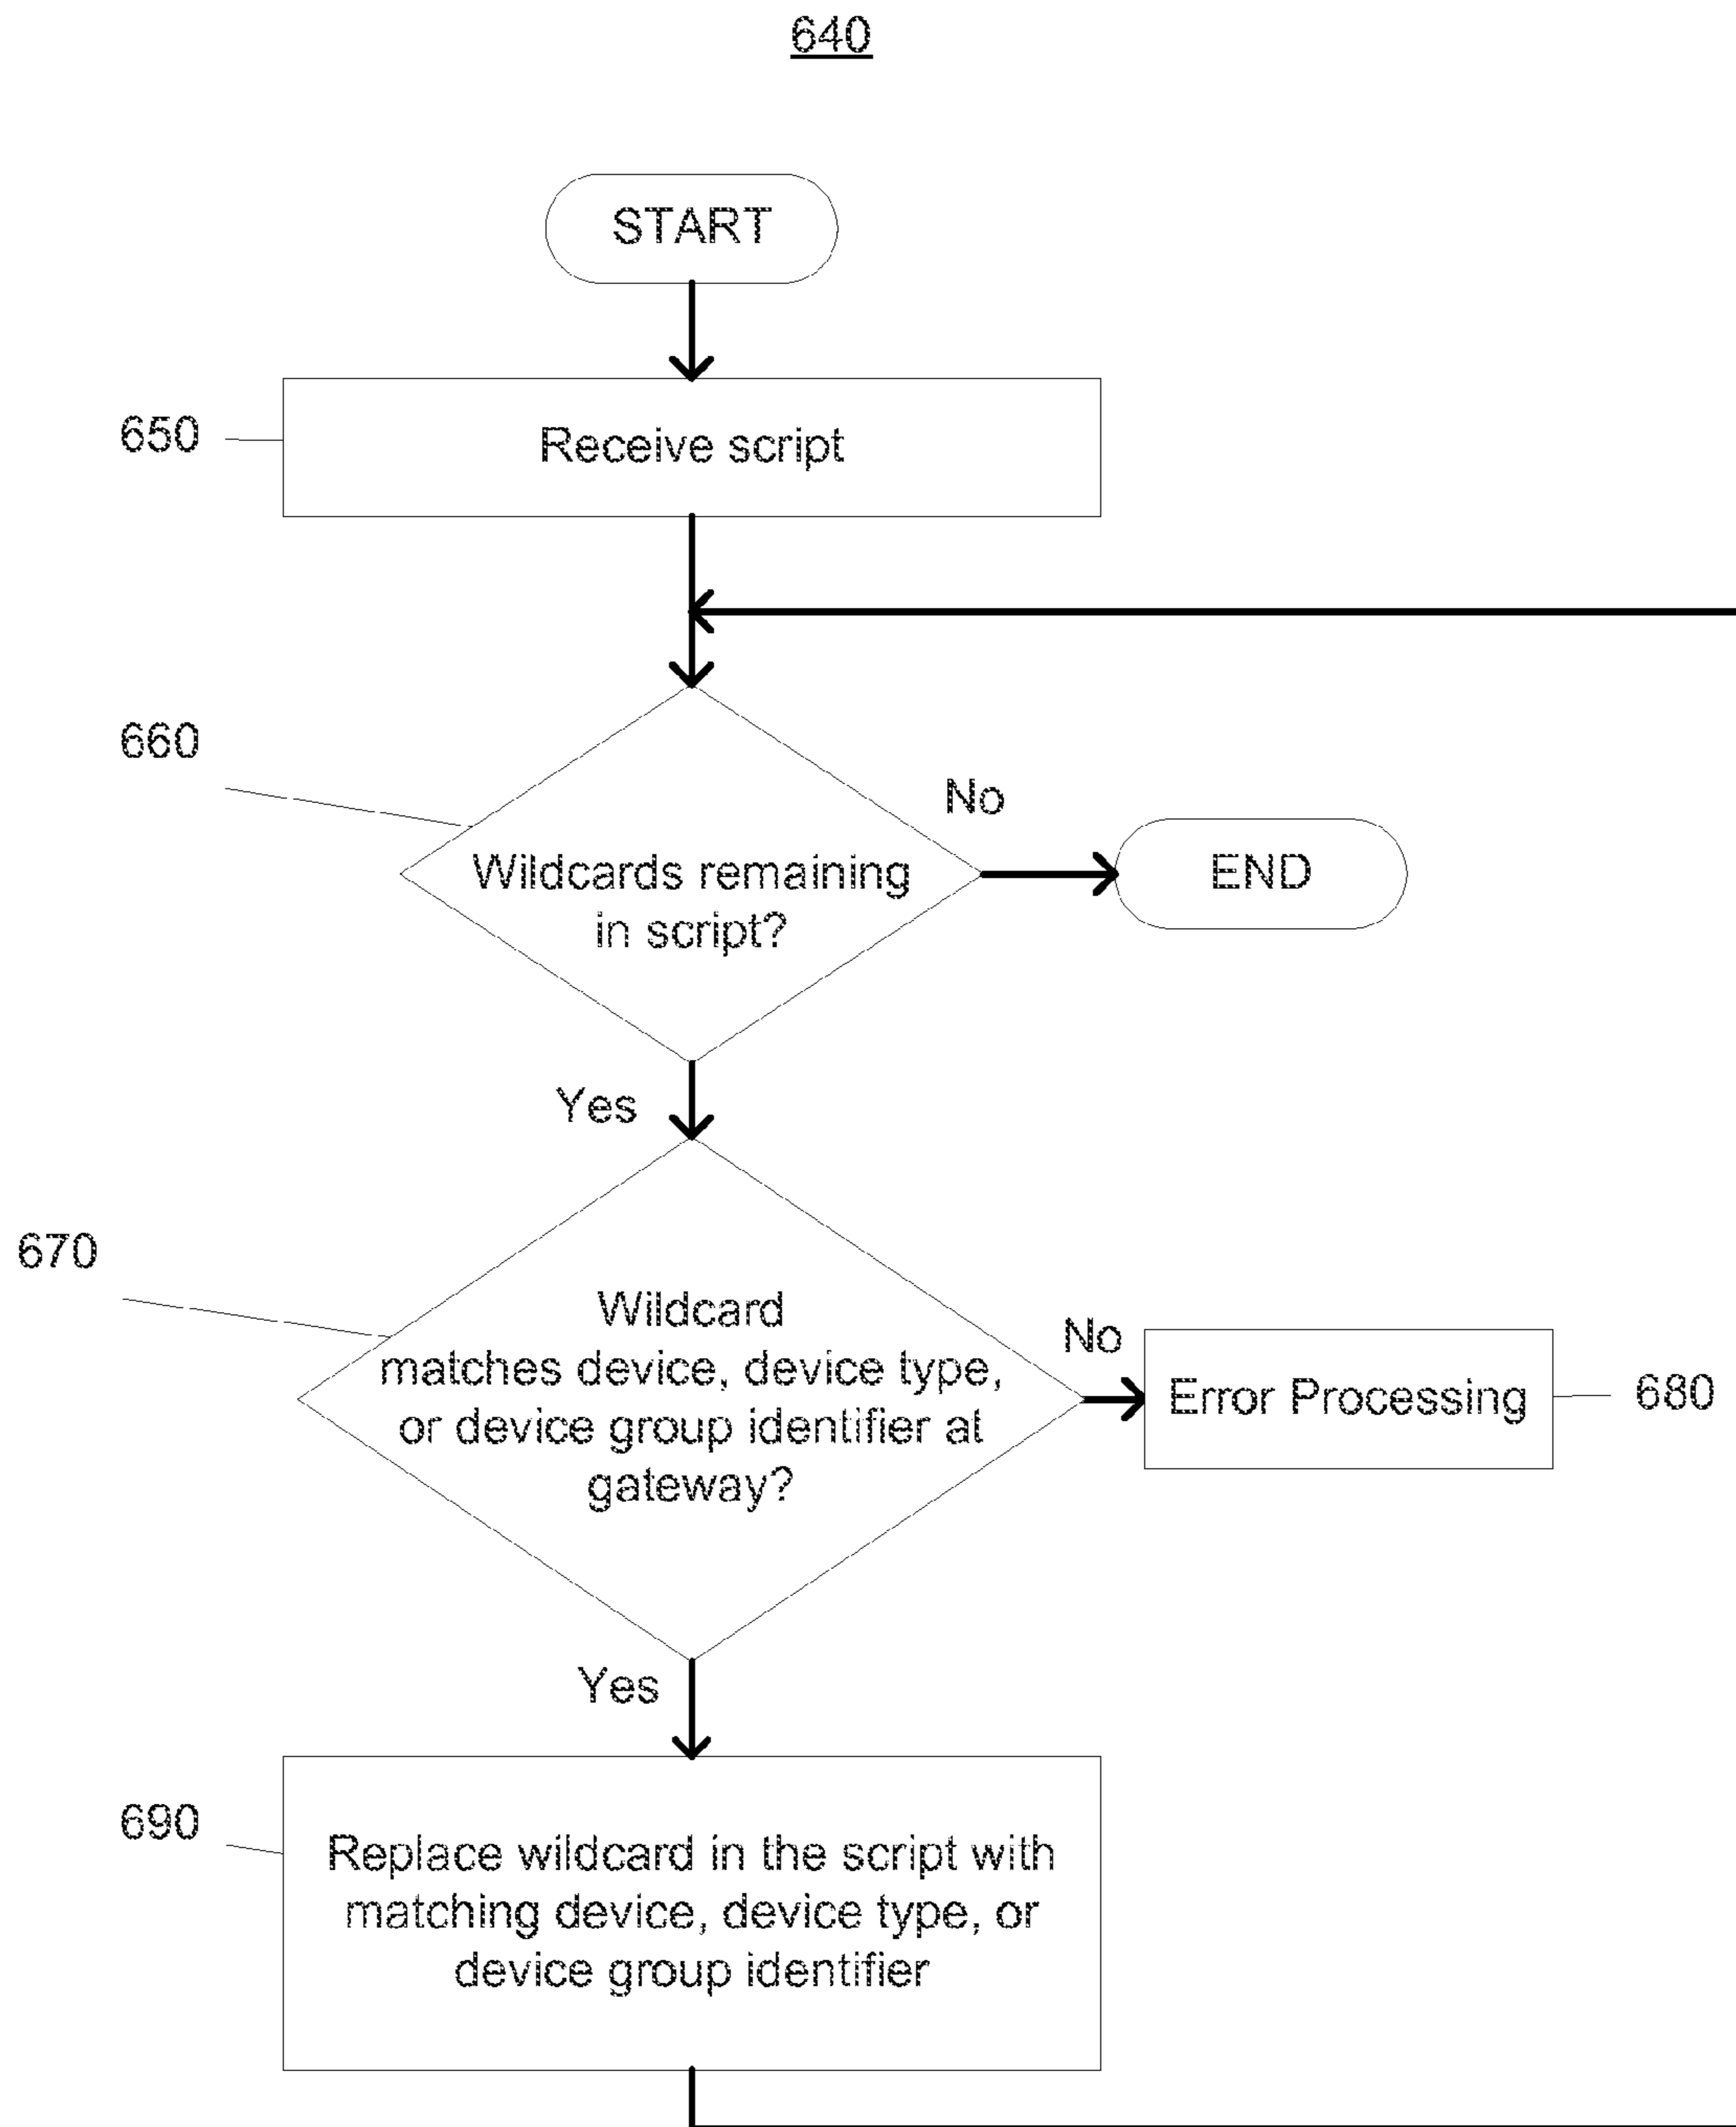 640
START
650
Receive script
660
No
Wildcards remaining
in script?
END
Yes
670
Wildcard
matches device, device type,
or device group identifier at
gateway?
No
Error Processing
680
Yes
690
Replace wildcard in the script with
matching device, device type, or
device group identifier